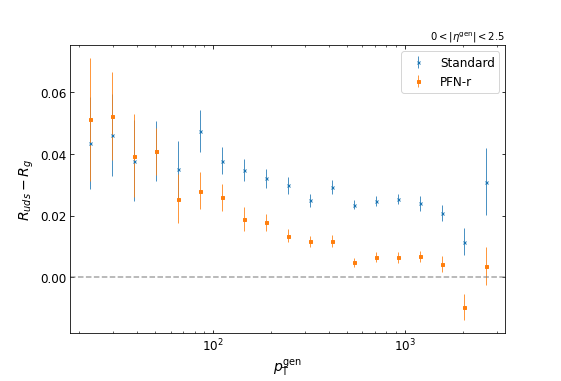 0 < |η^gen| < 2.5
Standard
PFN-r
R_uds − R_g
0.06
0.04
0.02
0.00
10^2
10^3
p_T^gen